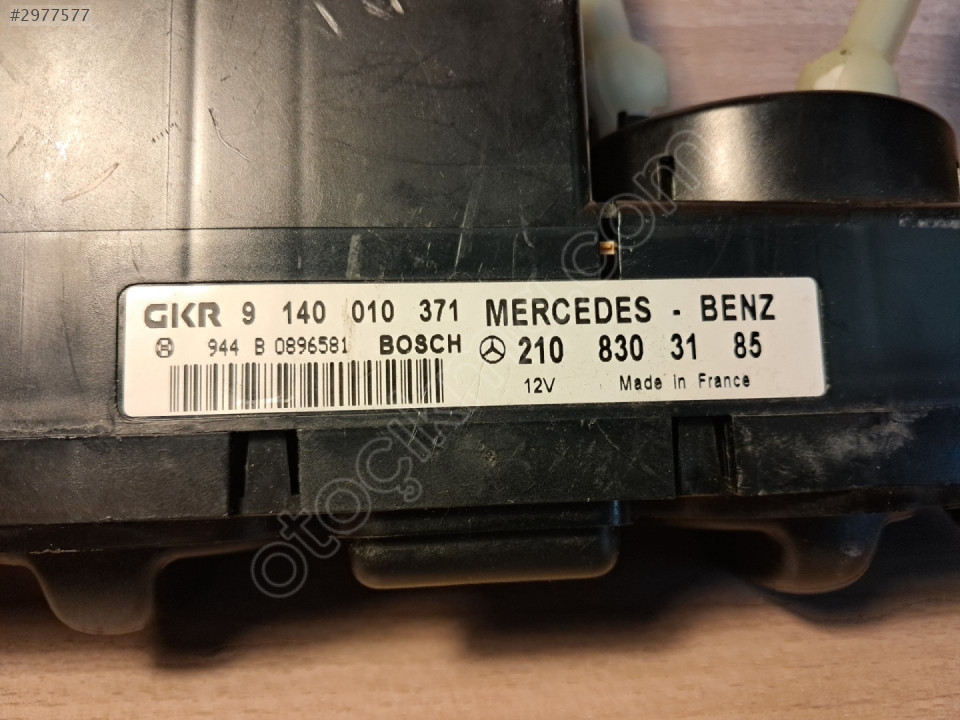 #2977577
GKR 9 140 010 371 MERCEDES - BENZ
944 B 0896581 BOSCH 210 830 31 85
12V Made in France
otoçıkma.com